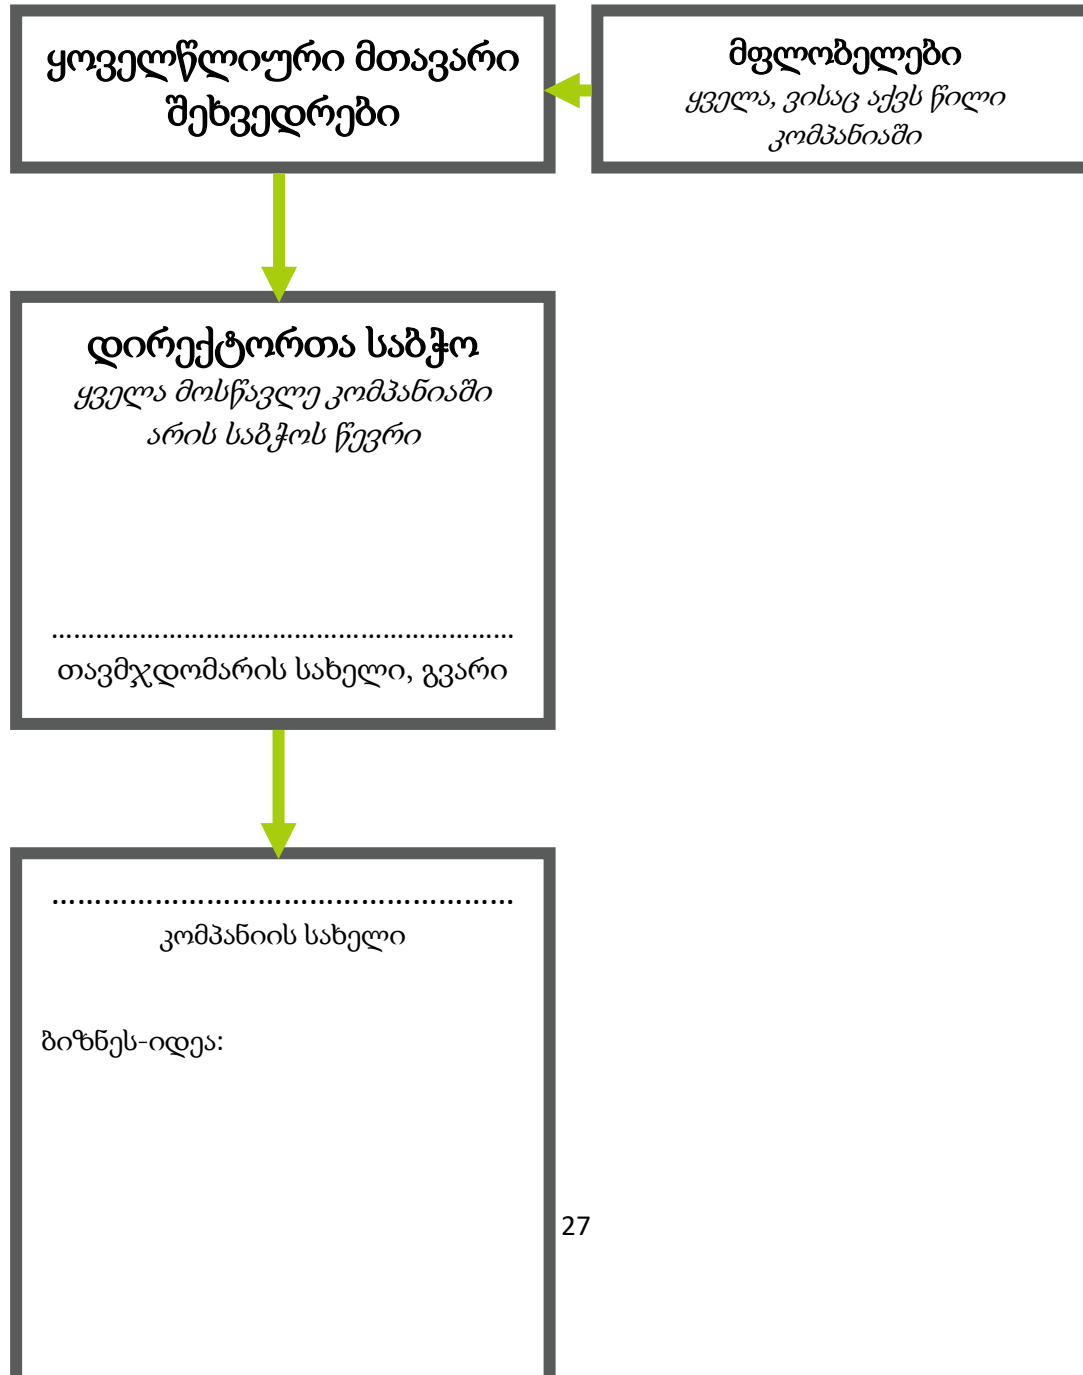 ყოველწლიური მთავარი
შეხვედრები
მფლობელები
ყველა, ვისაც აქვს წილი
კომპანიაში
დირექტორთა საბჭო
ყველა მოსწავლე კომპანიაში
არის საბჭოს წევრი
................................................................
თავმჯდომარის სახელი, გვარი
......................................................
კომპანიის სახელი
ბიზნეს-იდეა:
27